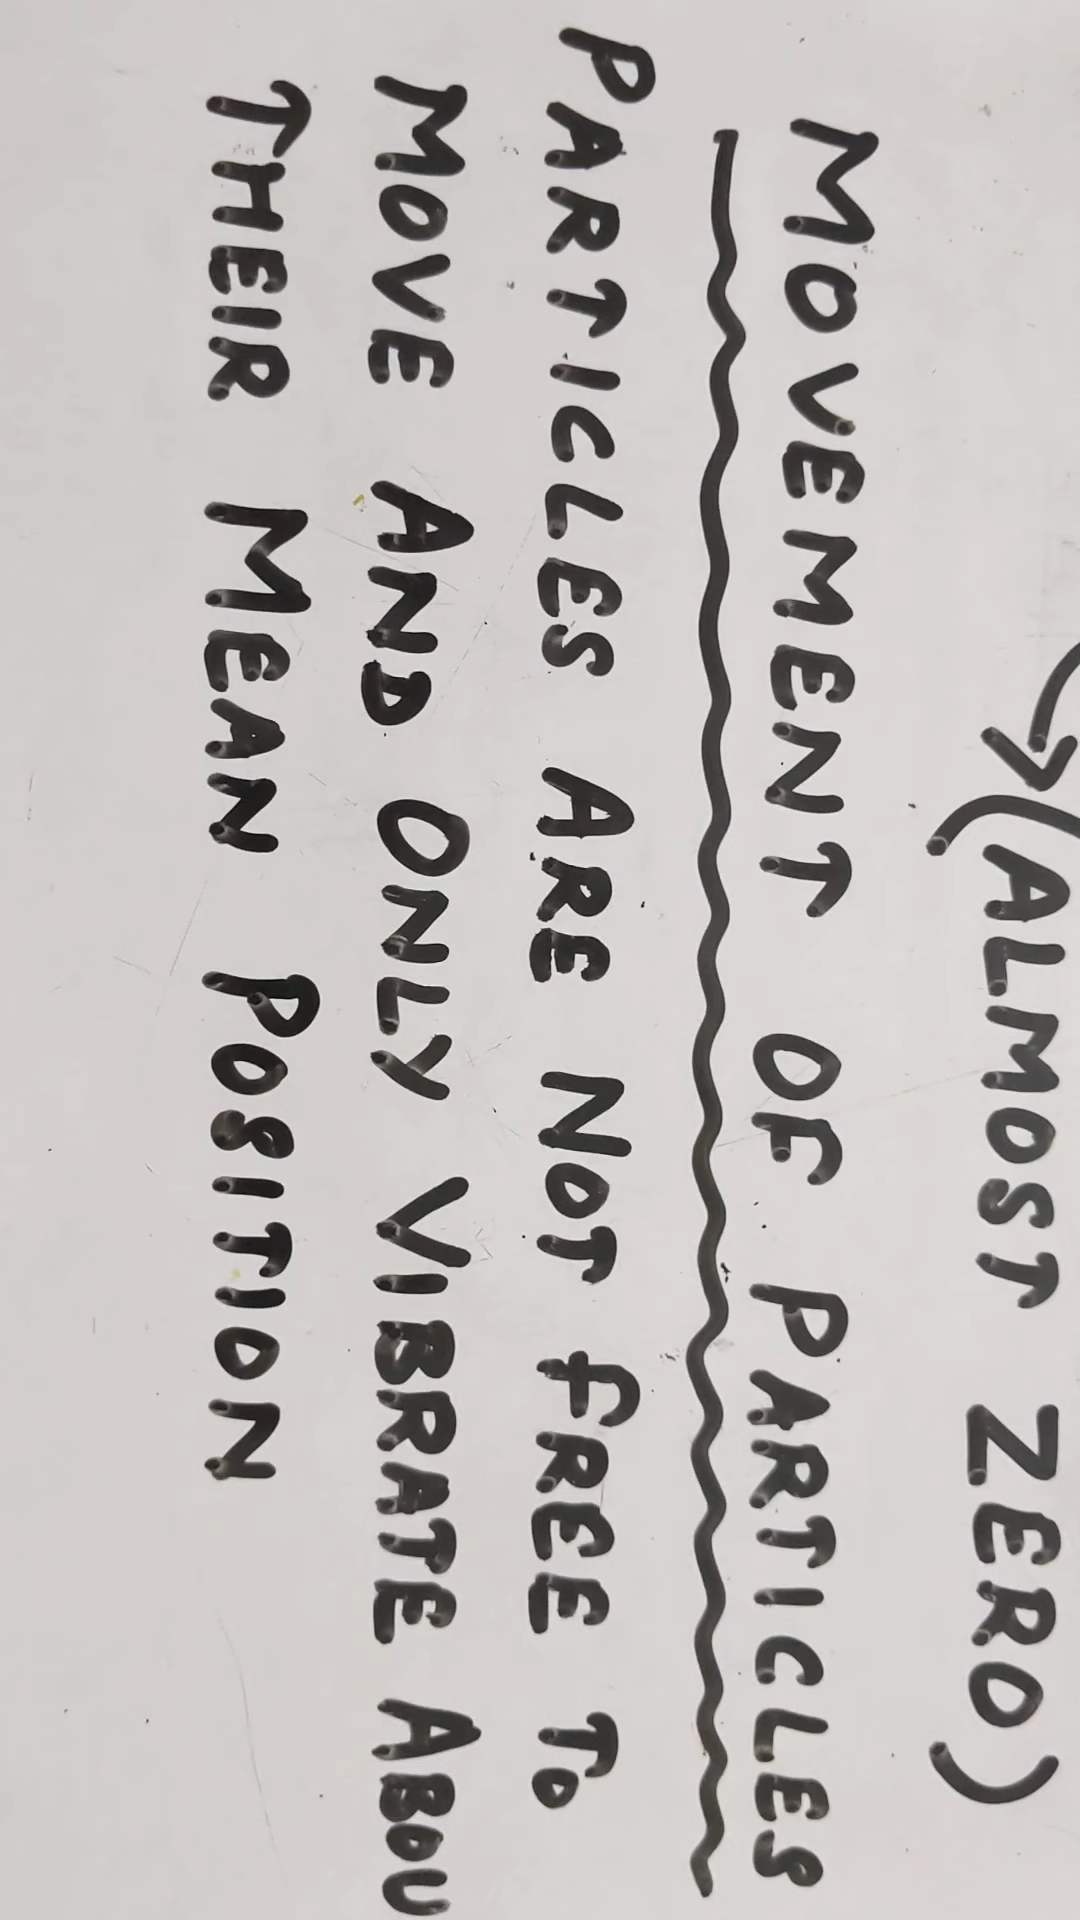 (ALMOST ZERO)
MOVEMENT OF PARTICLES
PARTICLES ARE NOT FREE TO
MOVE AND ONLY VIBRATE ABOU
THEIR MEAN POSITION